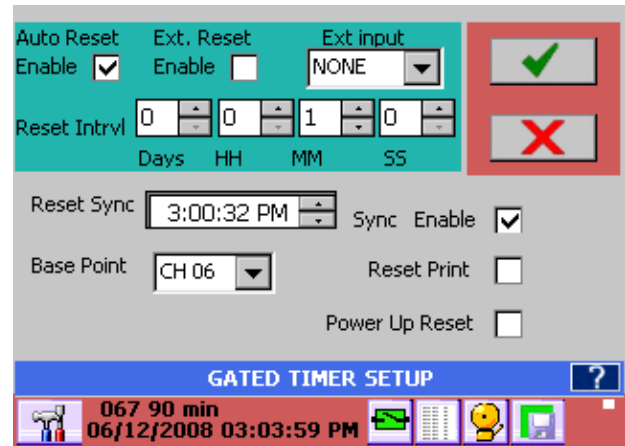 Auto Reset Ext. Reset Ext input
Enable Enable NONE
Reset Intrvl 0 0 1 0
Days HH MM SS
Reset Sync 3:00:32 PM Sync Enable
Base Point CH 06 Reset Print
Power Up Reset
GATED TIMER SETUP ?
067 90 min
06/12/2008 03:03:59 PM